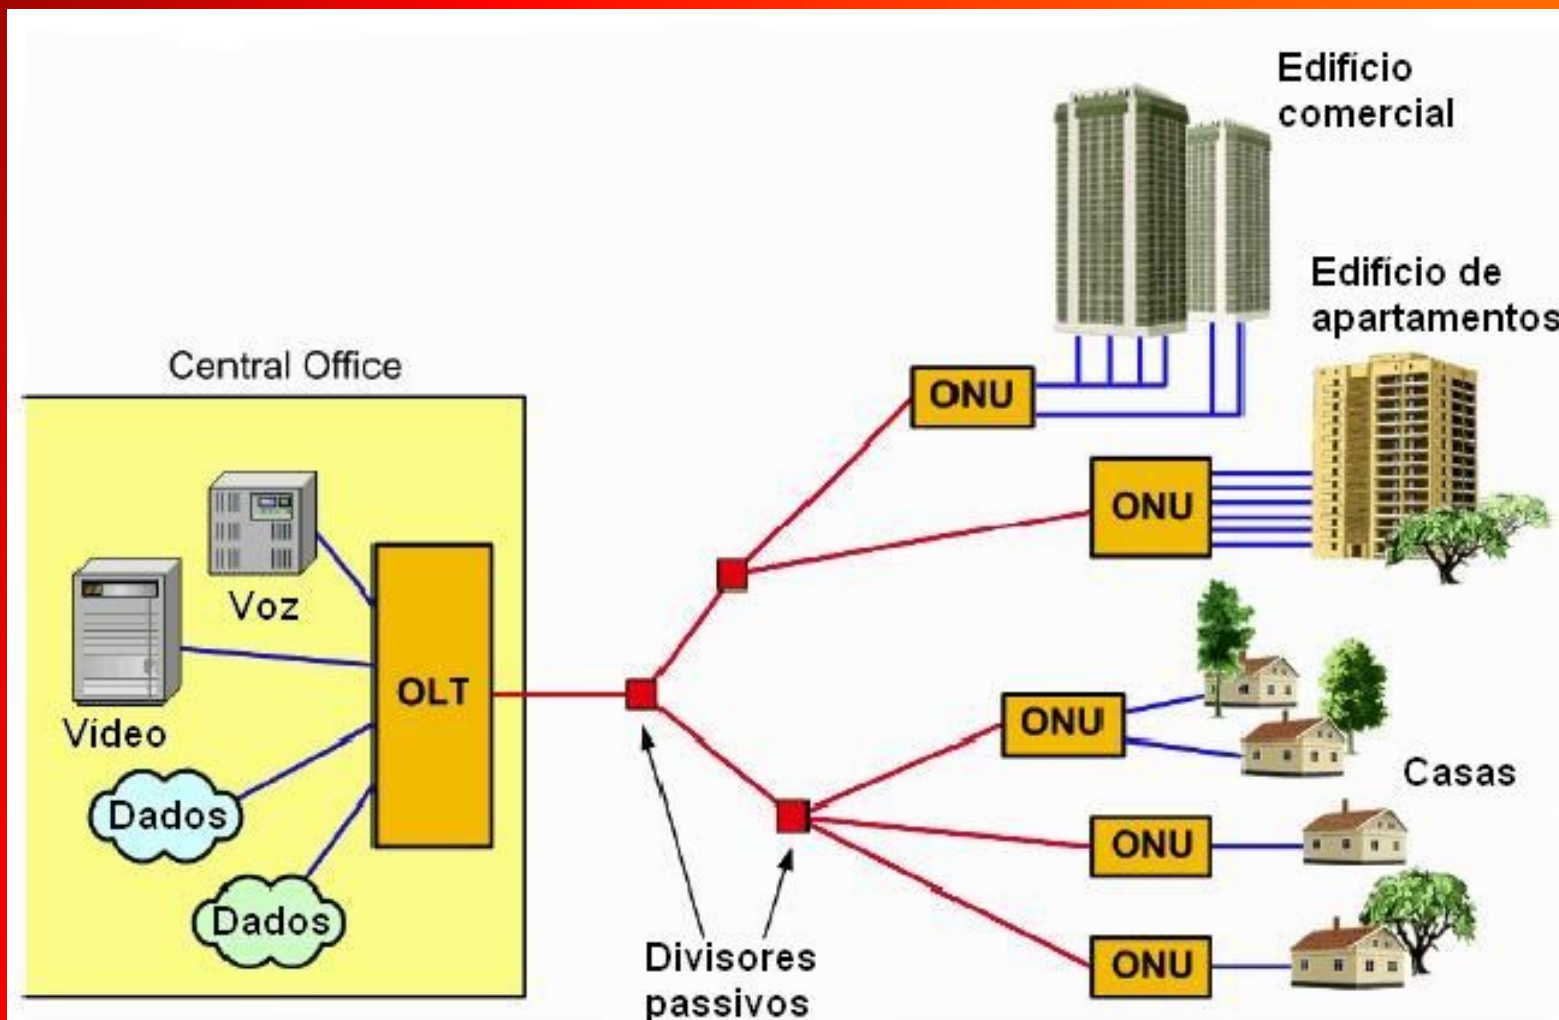 Edifício
comercial
Edifício de
apartamentos
Central Office
ONU
ONU
Voz
Vídeo
OLT
ONU
Casas
Dados
ONU
Dados
ONU
Divisores
passivos